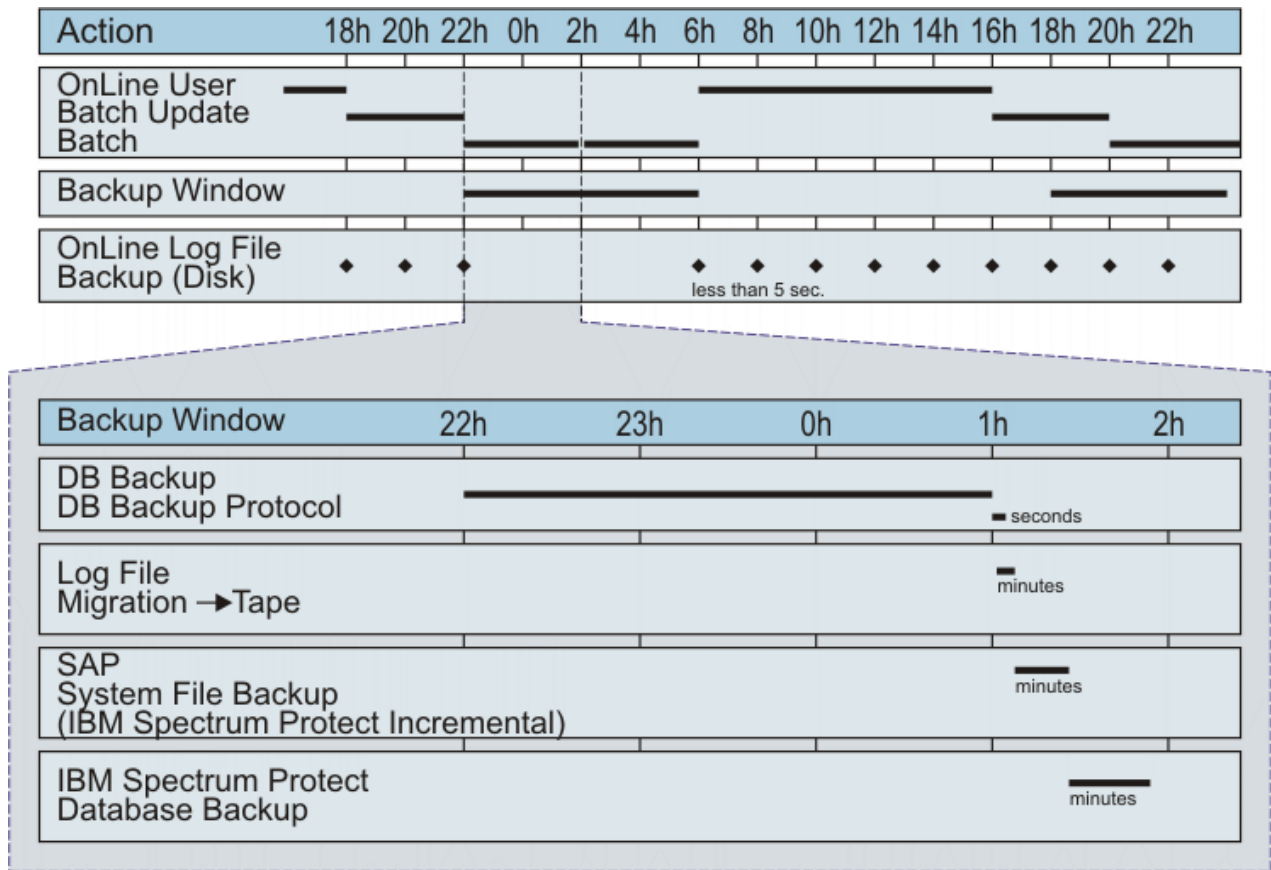 Action 18h 20h 22h 0h 2h 4h 6h 8h 10h 12h 14h 16h 18h 20h 22h
OnLine User
Batch Update
Batch
Backup Window
OnLine Log File
Backup (Disk)
less than 5 sec.
Backup Window 22h 23h 0h 1h 2h
DB Backup
DB Backup Protocol
seconds
Log File
Migration →Tape
minutes
SAP
System File Backup
(IBM Spectrum Protect Incremental)
minutes
IBM Spectrum Protect
Database Backup
minutes